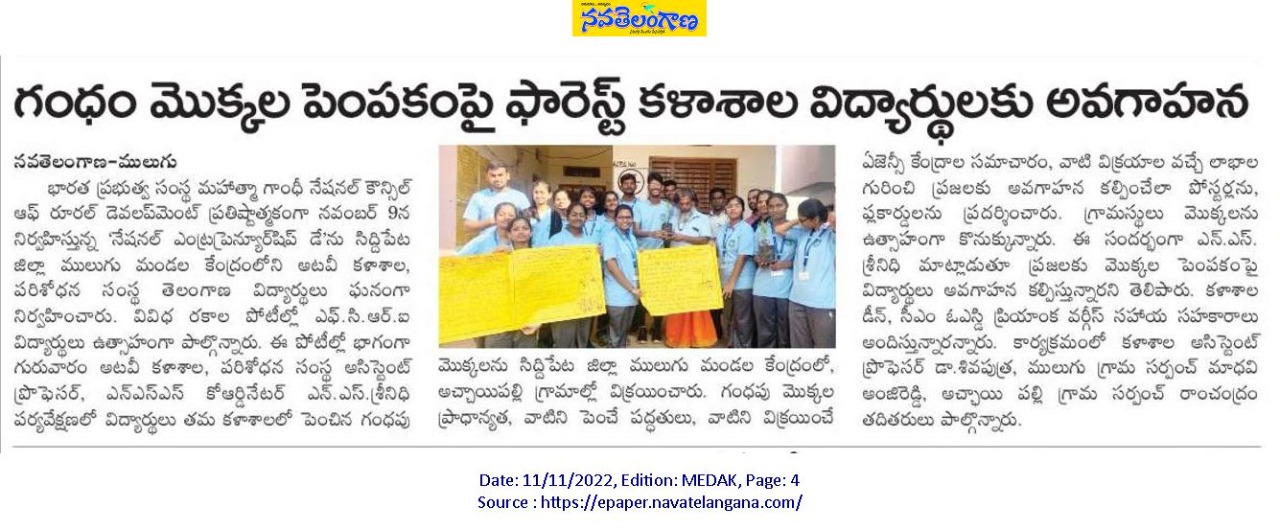 నవతెలంగాణ
గంధం మొక్కల పెంపకంపై ఫారెస్ట్ కళాశాల విద్యార్థులకు అవగాహన
నవతెలంగాణ-ములుగు
భారత ప్రభుత్వ సంస్థ మహాత్మా గాంధీ నేషనల్ కౌన్సిల్
ఆఫ్ రూరల్ డెవలప్‌మెంట్ ప్రతిష్ఠాత్మకంగా నవంబర్ 9న
నిర్వహిస్తున్న 'నేషనల్ ఎంట్రప్రెన్యూర్‌షిప్ డే'ను సిద్దిపేట
జిల్లా ములుగు మండల కేంద్రంలోని అటవీ కళాశాల,
పరిశోధన సంస్థ తెలంగాణ విద్యార్థులు ఘనంగా
నిర్వహించారు. వివిధ రకాల పోటీల్లో ఎఫ్.సి.ఆర్.ఐ
విద్యార్థులు ఉత్సాహంగా పాల్గొన్నారు. ఈ పోటీల్లో భాగంగా
గురువారం అటవీ కళాశాల, పరిశోధన సంస్థ అసిస్టెంట్
ప్రొఫెసర్, ఎన్ఎస్ఎస్ కోఆర్డినేటర్ ఎన్.ఎస్.శ్రీనిధి
పర్యవేక్షణలో విద్యార్థులు తమ కళాశాలలో పెంచిన గంధపు
మొక్కలను సిద్దిపేట జిల్లా ములుగు మండల కేంద్రంలో,
అచ్చాయిపల్లి గ్రామాల్లో విక్రయించారు. గంధపు మొక్కల
ప్రాధాన్యత, వాటిని పెంచే పద్ధతులు, వాటిని విక్రయించే
ఏజెన్సీ కేంద్రాల సమాచారం, వాటి విక్రయాల వచ్చే లాభాల
గురించి ప్రజలకు అవగాహన కల్పించేలా పోస్టర్లను,
ప్లకార్డులను ప్రదర్శించారు. గ్రామస్థులు మొక్కలను
ఉత్సాహంగా కొనుక్కున్నారు. ఈ సందర్భంగా ఎన్.ఎస్.
శ్రీనిధి మాట్లాడుతూ ప్రజలకు మొక్కల పెంపకంపై
విద్యార్థులు అవగాహన కల్పిస్తున్నారని తెలిపారు. కళాశాల
డీన్, సీఎం ఓఎస్డి ప్రియాంక వర్గీస్ సహాయ సహకారాలు
అందిస్తున్నారన్నారు. కార్యక్రమంలో కళాశాల అసిస్టెంట్
ప్రొఫెసర్ డా.శివపుత్ర, ములుగు గ్రామ సర్పంచ్ మాధవి
అంజిరెడ్డి, అచ్ఛాయి పల్లి గ్రామ సర్పంచ్ రాంచంద్రం
తదితరులు పాల్గొన్నారు.
Date: 11/11/2022, Edition: MEDAK, Page: 4
Source : https://epaper.navatelangana.com/